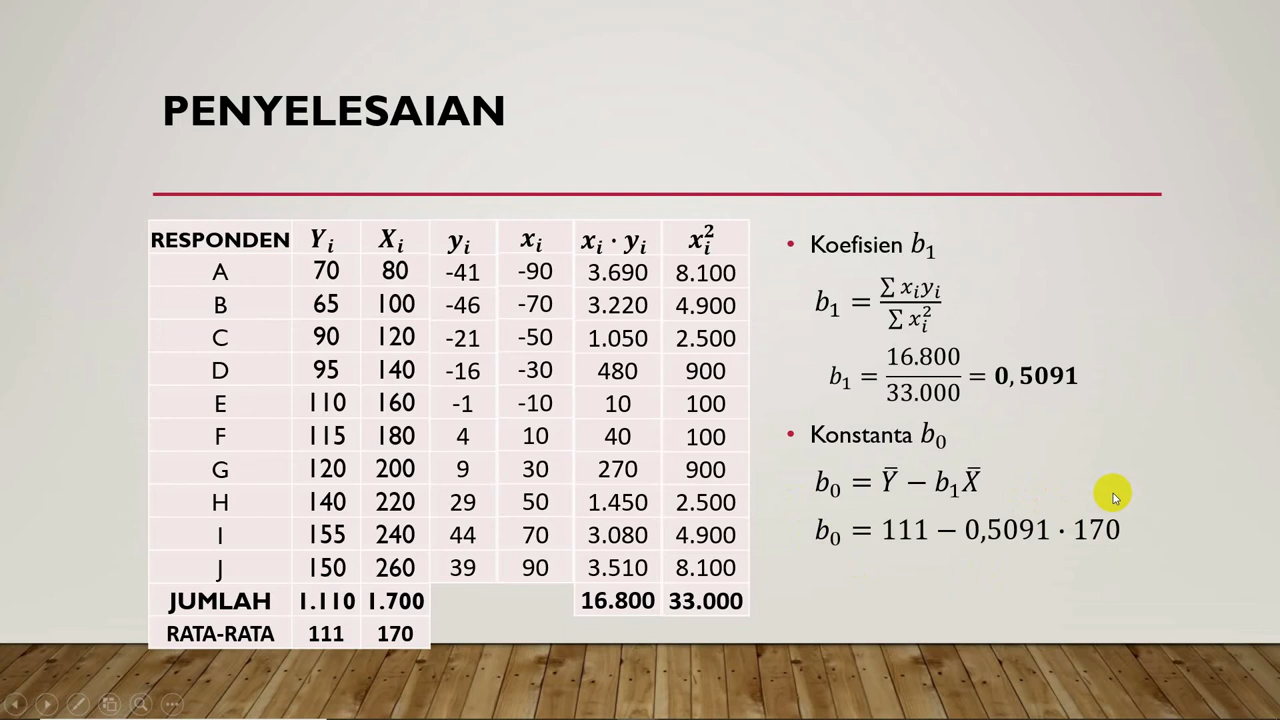 PENYELESAIAN
RESPONDEN Yᵢ Xᵢ yᵢ xᵢ xᵢ · yᵢ xᵢ²
A 70 80 -41 -90 3.690 8.100
B 65 100 -46 -70 3.220 4.900
C 90 120 -21 -50 1.050 2.500
D 95 140 -16 -30 480 900
E 110 160 -1 -10 10 100
F 115 180 4 10 40 100
G 120 200 9 30 270 900
H 140 220 29 50 1.450 2.500
I 155 240 44 70 3.080 4.900
J 150 260 39 90 3.510 8.100
JUMLAH 1.110 1.700 16.800 33.000
RATA-RATA 111 170
• Koefisien b₁
b₁ = ∑ xᵢyᵢ / ∑ xᵢ²
b₁ = 16.800 / 33.000 = 0,5091
• Konstanta b₀
b₀ = Ȳ − b₁X̄
b₀ = 111 − 0,5091 · 170